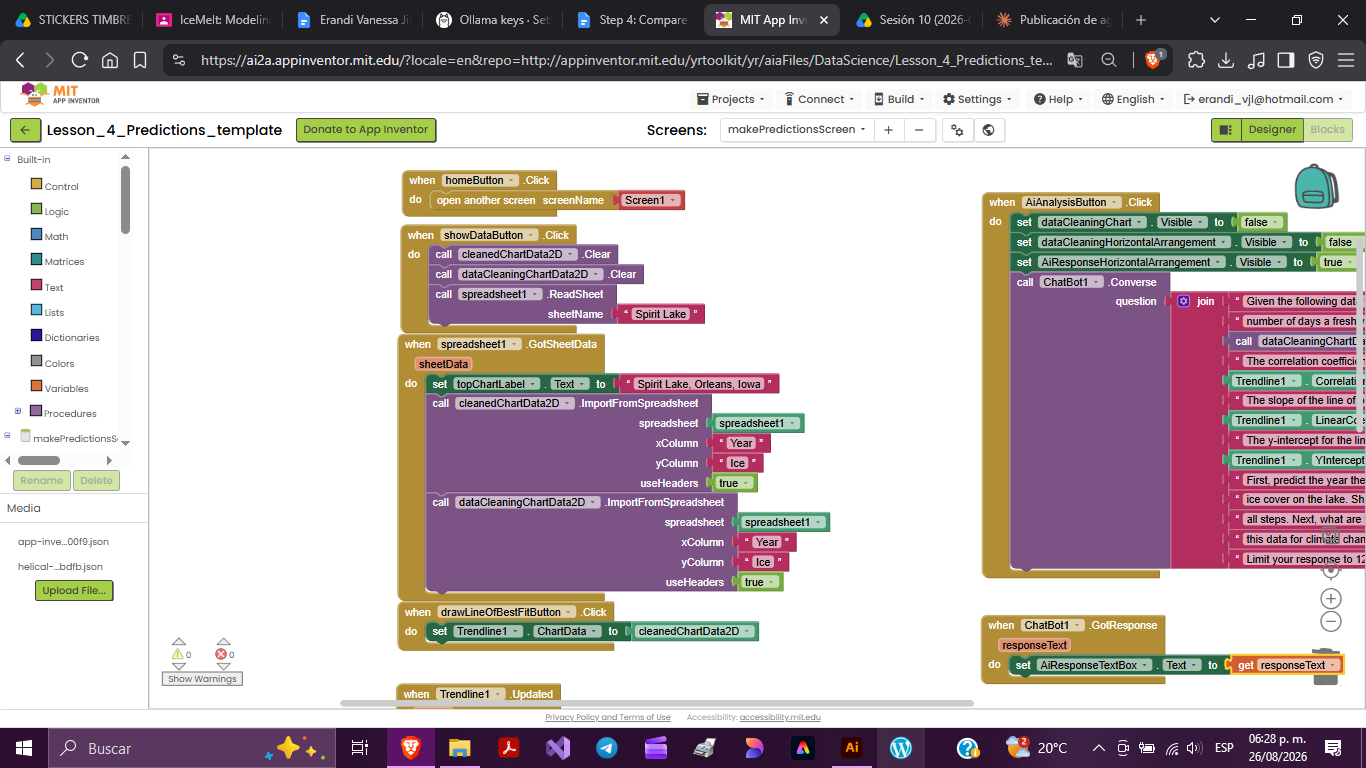 STICKERS TIMBRE
IceMelt: Modeline
Erandi Vanessa Ji
Ollama keys · Set
Step 4: Compare
MIT App Inv
Sesión 10 (2026-
Publicación de ag
https://ai2a.appinventor.mit.edu/?locale=en&repo=http://appinventor.mit.edu/yrtoolkit/yr/aiaFiles/DataScience/Lesson_4_Predictions_te...
1
MIT
APP INVENTOR
Projects
Connect
Build
Settings
Help
English
erandi_vjl@hotmail.com
Lesson_4_Predictions_template
Donate to App Inventor
Screens:
makePredictionsScreen
Designer
Blocks
Built-in
Control
Logic
Math
Matrices
Text
Lists
Dictionaries
Colors
Variables
Procedures
makePredictionsS
Rename
Delete
Media
app-inve...00f9.json
helical-...bdfb.json
Upload File...
when homeButton .Click
do open another screen screenName Screen1
when showDataButton .Click
do call cleanedChartData2D .Clear
call dataCleaningChartData2D .Clear
call spreadsheet1 .ReadSheet
sheetName " Spirit Lake "
when spreadsheet1 .GotSheetData
sheetData
do set topChartLabel . Text to " Spirit Lake, Orleans, Iowa "
call cleanedChartData2D .ImportFromSpreadsheet
spreadsheet spreadsheet1
xColumn " Year "
yColumn " Ice "
useHeaders true
call dataCleaningChartData2D .ImportFromSpreadsheet
spreadsheet spreadsheet1
xColumn " Year "
yColumn " Ice "
useHeaders true
when drawLineOfBestFitButton .Click
do set Trendline1 . ChartData to cleanedChartData2D
when Trendline1 .Updated
when AiAnalysisButton .Click
do set dataCleaningChart . Visible to false
set dataCleaningHorizontalArrangement . Visible to false
set AiResponseHorizontalArrangement . Visible to true
call ChatBot1 .Converse
question join " Given the following dat
" number of days a freshw
call dataCleaningChartDa
" The correlation coefficien
Trendline1 . Correlatio
" The slope of the line of b
Trendline1 . LinearCoe
" The y-intercept for the lin
Trendline1 . YIntercept
" First, predict the year the
" ice cover on the lake. Sh
" all steps. Next, what are
" this data for climate chan
" Limit your response to 12
when ChatBot1 .GotResponse
responseText
do set AiResponseTextBox . Text to get responseText
0
0
Show Warnings
Privacy Policy and Terms of Use
Accessibility: accessibility.mit.edu
Buscar
Ai
2
20°C
ESP
06:28 p. m.
26/08/2026